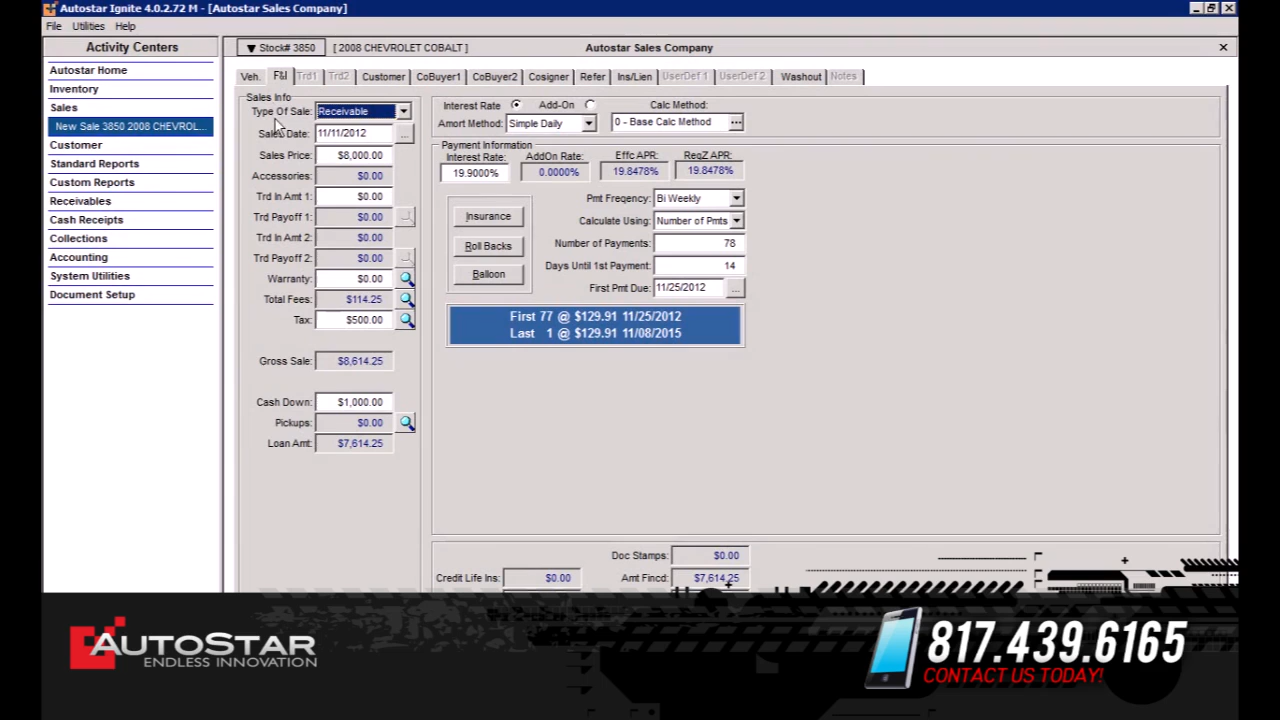 Autostar Ignite 4.0.2.72 M - [Autostar Sales Company]
File Utilities Help
Activity Centers
Autostar Home
Inventory
Sales
New Sale 3850 2008 CHEVROL...
Customer
Standard Reports
Custom Reports
Receivables
Cash Receipts
Collections
Accounting
System Utilities
Document Setup
▼ Stock# 3850 [ 2008 CHEVROLET COBALT ] Autostar Sales Company
Veh. F&I Trd1 Trd2 Customer CoBuyer1 CoBuyer2 Cosigner Refer Ins/Lien UserDef 1 UserDef 2 Washout Notes
Sales Info
Type Of Sale: Receivable
Sales Date: 11/11/2012 ...
Sales Price: $8,000.00
Accessories: $0.00
Trd In Amt 1: $0.00
Trd Payoff 1: $0.00
Trd In Amt 2: $0.00
Trd Payoff 2: $0.00
Warranty: $0.00
Total Fees: $114.25
Tax: $500.00
Gross Sale: $8,614.25
Cash Down: $1,000.00
Pickups: $0.00
Loan Amt: $7,614.25
Interest Rate Add-On Calc Method:
Amort Method: Simple Daily 0 - Base Calc Method ...
Payment Information
Interest Rate: AddOn Rate: Effc APR: ReqZ APR:
19.9000% 0.0000% 19.8478% 19.8478%
Insurance
Roll Backs
Balloon
Pmt Freqency: Bi Weekly
Calculate Using: Number of Pmts
Number of Payments: 78
Days Until 1st Payment: 14
First Pmt Due: 11/25/2012 ...
First 77 @ $129.91 11/25/2012
Last 1 @ $129.91 11/08/2015
Doc Stamps: $0.00
Credit Life Ins: $0.00 Amt Fincd: $7,614.25
AUTOSTAR
ENDLESS INNOVATION
817.439.6165
CONTACT US TODAY!